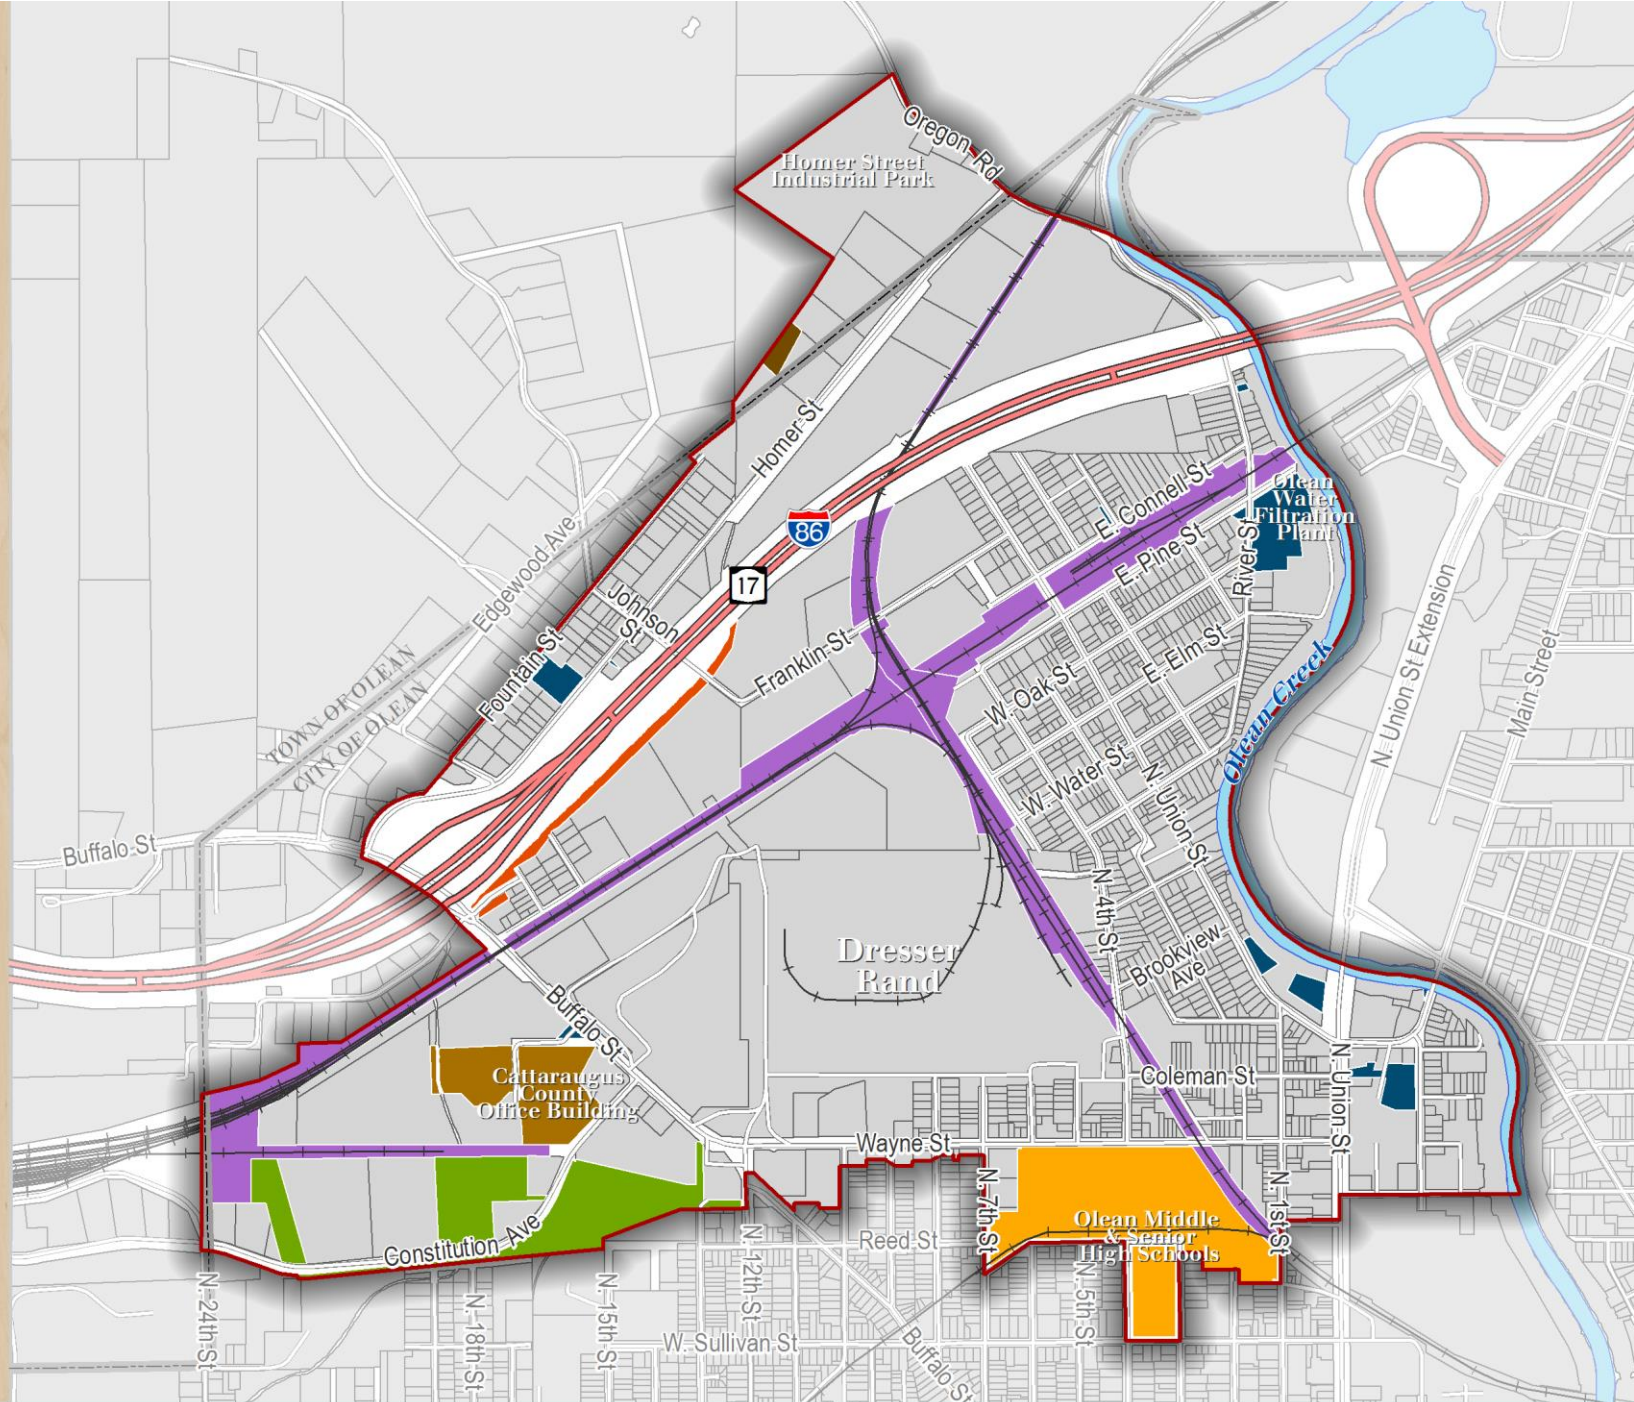 Oregon Rd
Homer Street
Industrial Park
Homer St
E. Connell St
Olean
Water
Filtration
Plant
E. Pine St
River St
86
17
Edgewood Ave
Johnson
St
Fountain St
Franklin St
E. Elm St
W. Oak St
TOWN OF OLEAN
CITY OF OLEAN
Olean Creek
N. Union St Extension
Main Street
W. Water St
N. Union St
Buffalo St
N. 4th St
Brookview
Ave
Dresser
Rand
Buffalo St
Cattaraugus
County
Office Building
Coleman St
N. Union St
Wayne St
N. 7th St
N. 1st St
Olean Middle
& Senior
High Schools
Constitution Ave
Reed St
N. 24th St
N. 18th St
N. 15th St
N. 12th St
N. 5th St
W. Sullivan St
Buffalo St